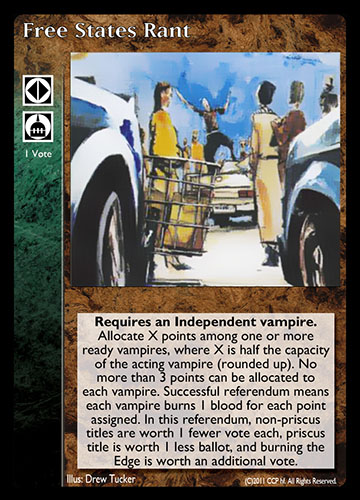 Free States Rant
1 Vote
Requires an Independent vampire.
Allocate X points among one or more
ready vampires, where X is half the capacity
of the acting vampire (rounded up). No
more than 3 points can be allocated to
each vampire. Successful referendum means
each vampire burns 1 blood for each point
assigned. In this referendum, non-priscus
titles are worth 1 fewer vote each, priscus
title is worth 1 less ballot, and burning the
Edge is worth an additional vote.
Illus: Drew Tucker
(C)2011 CCP hf. All Rights Reserved.